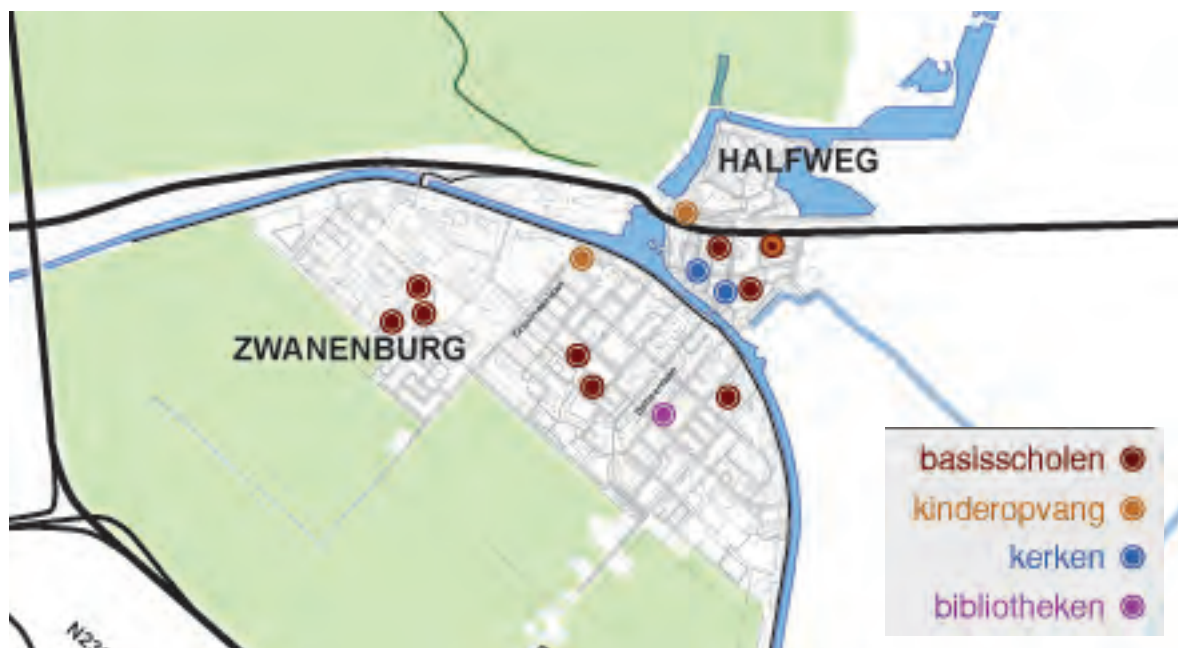 HALFWEG
ZWANENBURG
basisscholen
kinderopvang
kerken
bibliotheken